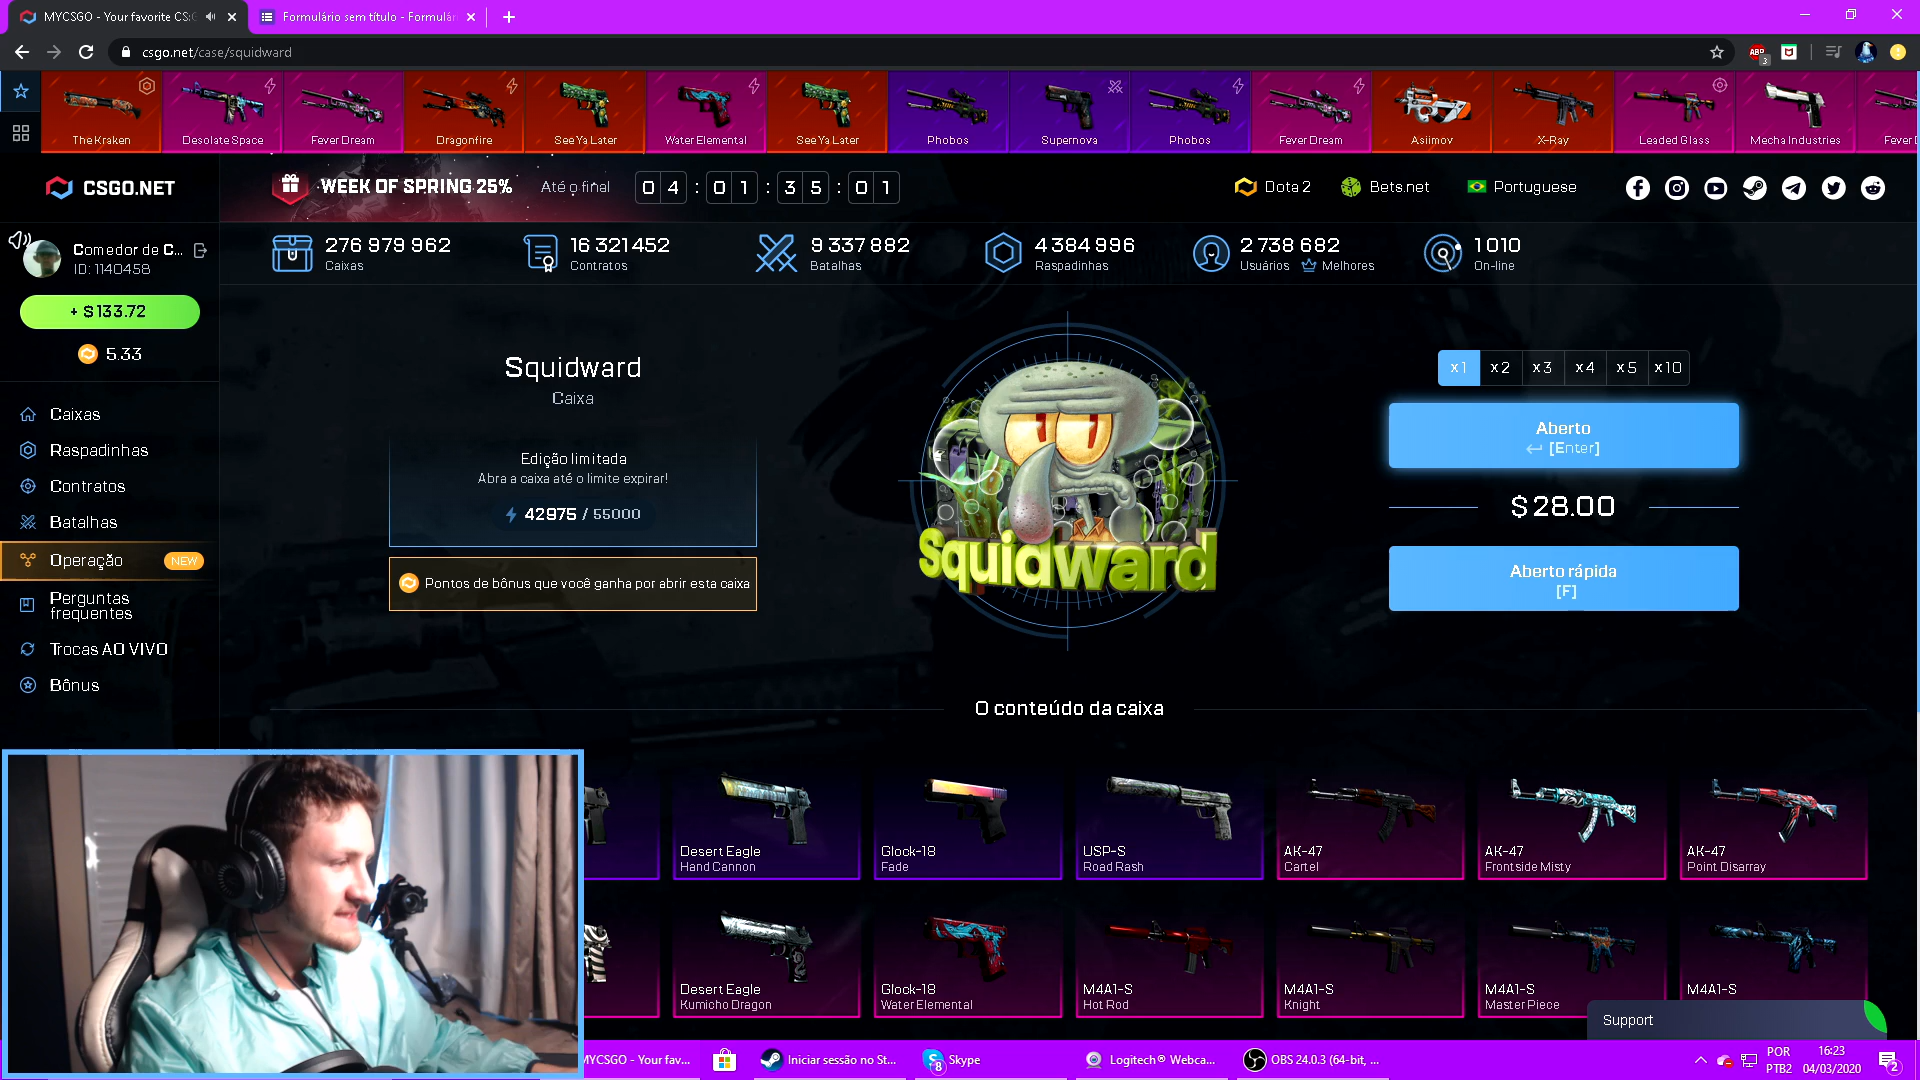 MYCSGO - Your favorite CS:G
Formulário sem título - Formulár
csgo.net/case/squidward
ABP
3
The Kraken
Desolate Space
Fever Dream
Dragonfire
See Ya Later
Water Elemental
See Ya Later
Phobos
Supernova
Phobos
Fever Dream
Asiimov
X-Ray
Leaded Glass
Mecha Industries
Fever D
CSGO.NET
WEEK OF SPRING 25%
Até o final
04:01:35:01
Dota 2
Bets.net
Portuguese
Comedor de C...
ID: 1140458
+ $133.72
5.33
276 979 962
Caixas
16 321 452
Contratos
9 337 882
Batalhas
4 384 996
Raspadinhas
2 738 682
Usuários
Melhores
1 010
On-line
Caixas
Raspadinhas
Contratos
Batalhas
Operação
NEW
Perguntas
frequentes
Trocas AO VIVO
Bônus
Squidward
Caixa
Edição limitada
Abra a caixa até o limite expirar!
42975 / 55000
Pontos de bônus que você ganha por abrir esta caixa
Squidward
x1
x2
x3
x4
x5
x10
Aberto
[Enter]
$28.00
Aberto rápida
[F]
O conteúdo da caixa
Desert Eagle
Hand Cannon
Glock-18
Fade
USP-S
Road Rash
AK-47
Cartel
AK-47
Frontside Misty
AK-47
Point Disarray
Desert Eagle
Kumicho Dragon
Glock-18
Water Elemental
M4A1-S
Hot Rod
M4A1-S
Knight
M4A1-S
Master Piece
M4A1-S
Support
MYCSGO - Your fav...
Iniciar sessão no St...
8
Skype
Logitech® Webca...
OBS 24.0.3 (64-bit, ...
POR
PTB2
16:23
04/03/2020
2